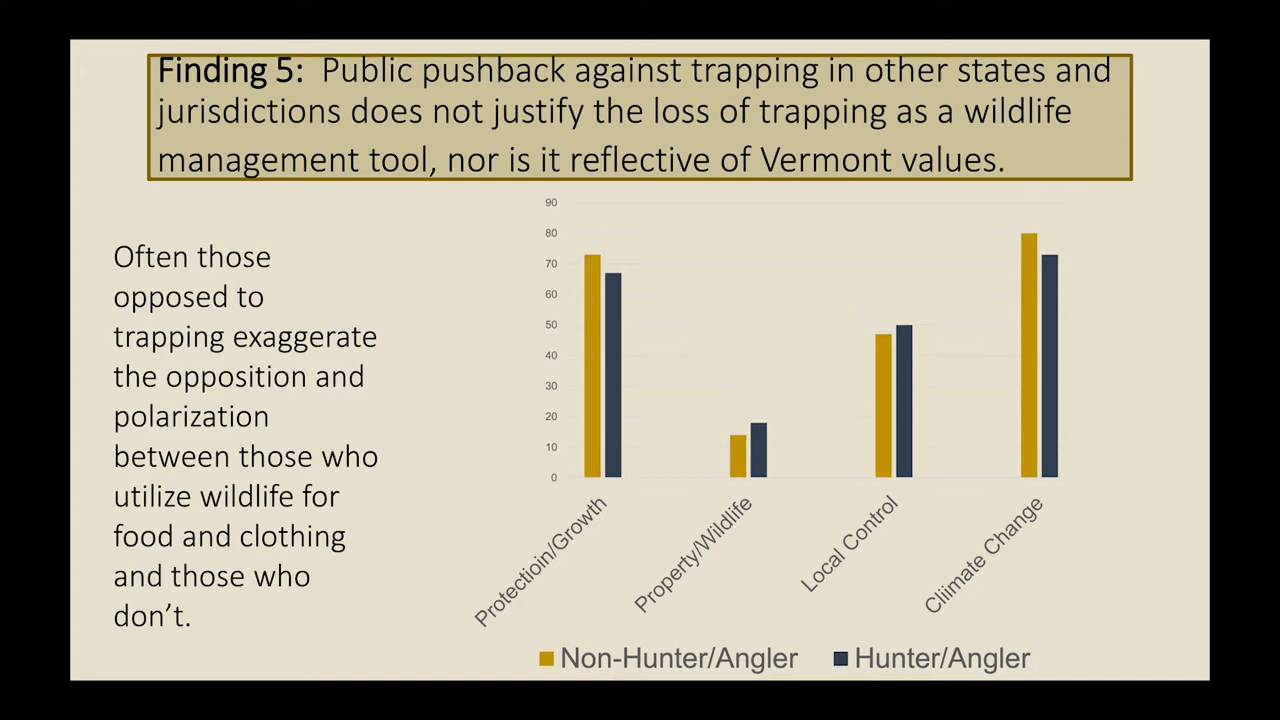 Finding 5: Public pushback against trapping in other states and
jurisdictions does not justify the loss of trapping as a wildlife
management tool, nor is it reflective of Vermont values.
Often those
opposed to
trapping exaggerate
the opposition and
polarization
between those who
utilize wildlife for
food and clothing
and those who
don't.
90
80
70
60
50
40
30
20
10
0
Protectioin/Growth
Property/Wildlife
Local Control
Cliimate Change
Non-Hunter/Angler
Hunter/Angler